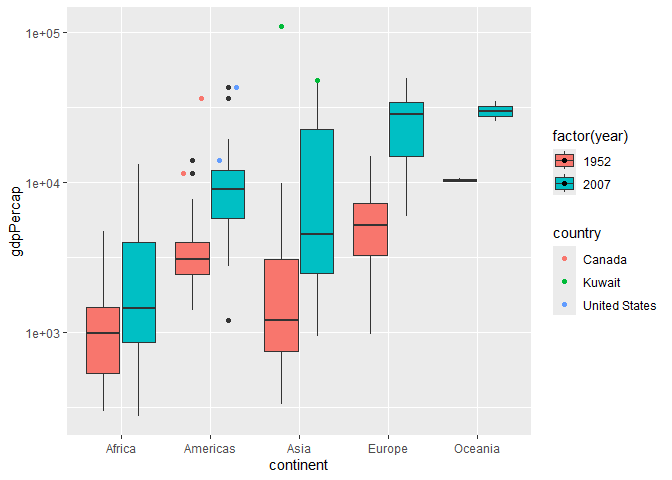 1e+05
1e+04
1e+03
gdpPercap
Africa
Americas
Asia
Europe
Oceania
continent
factor(year)
1952
2007
country
Canada
Kuwait
United States